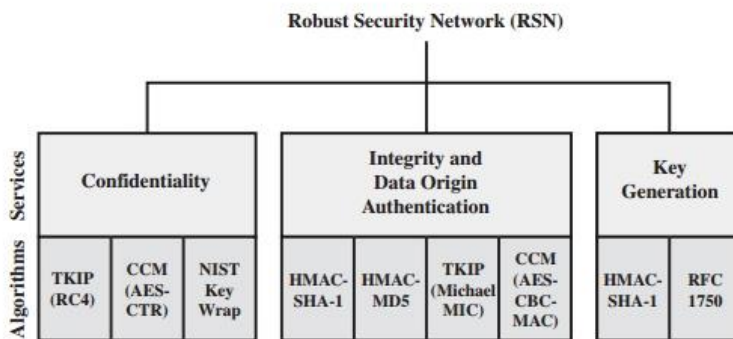 Robust Security Network (RSN)
Services
Confidentiality
Integrity and
Data Origin
Authentication
Key
Generation
Algorithms
TKIP
(RC4)
CCM
(AES-
CTR)
NIST
Key
Wrap
HMAC-
SHA-1
HMAC-
MD5
TKIP
(Michael
MIC)
CCM
(AES-
CBC-
MAC)
HMAC-
SHA-1
RFC
1750